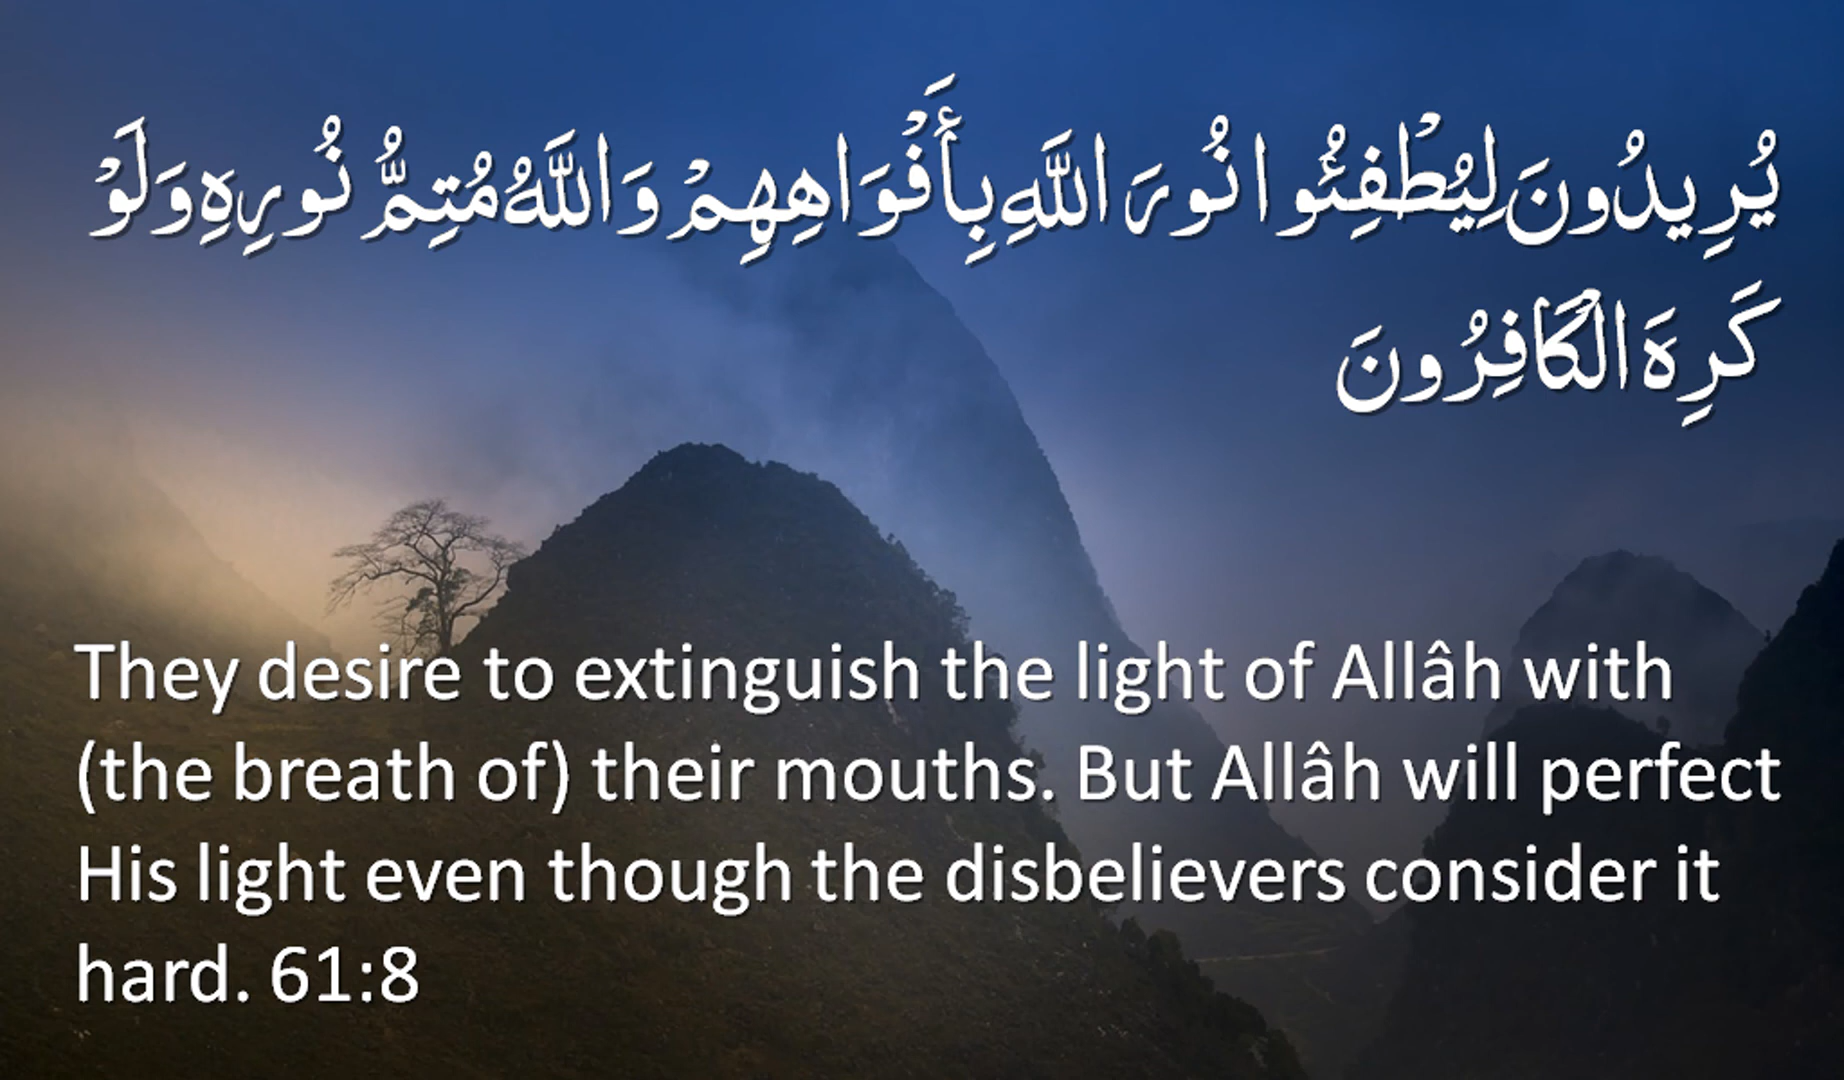 يُرِيدُونَ لِيُطْفِئُوا نُورَ اللَّهِ بِأَفْوَاهِهِمْ وَاللَّهُ مُتِمُّ نُورِهِ وَلَوْ
كَرِهَ الْكَافِرُونَ
They desire to extinguish the light of Allâh with
(the breath of) their mouths. But Allâh will perfect
His light even though the disbelievers consider it
hard. 61:8